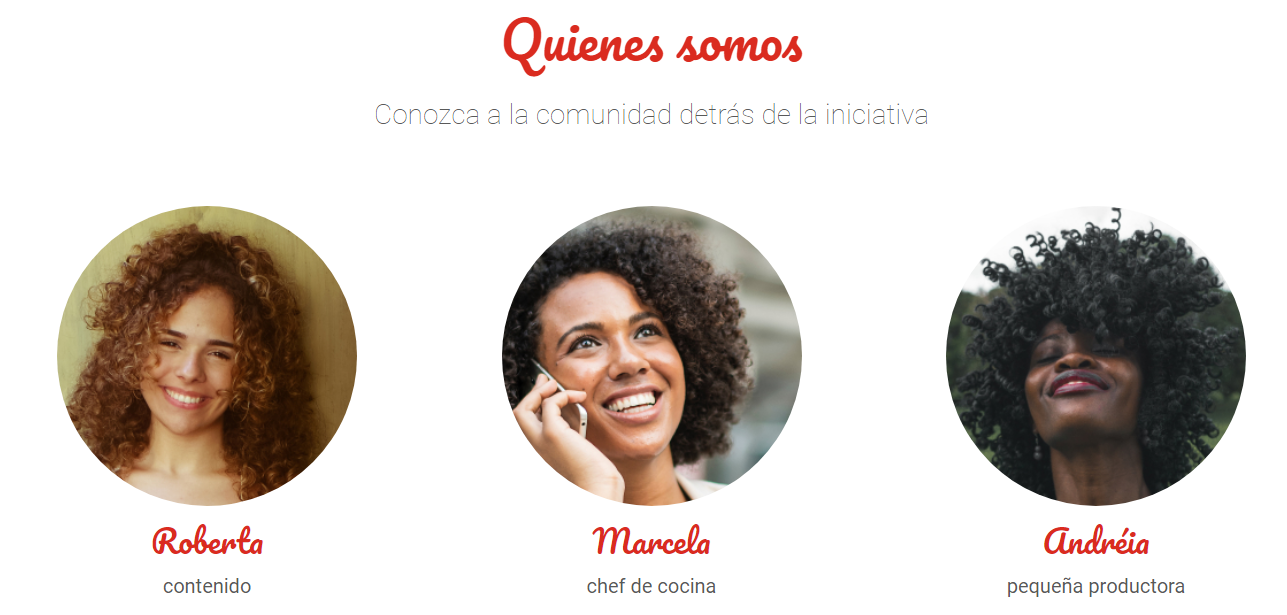 Quienes somos
Conozca a la comunidad detrás de la iniciativa
Roberta
Marcela
Andréia
contenido
chef de cocina
pequeña productora